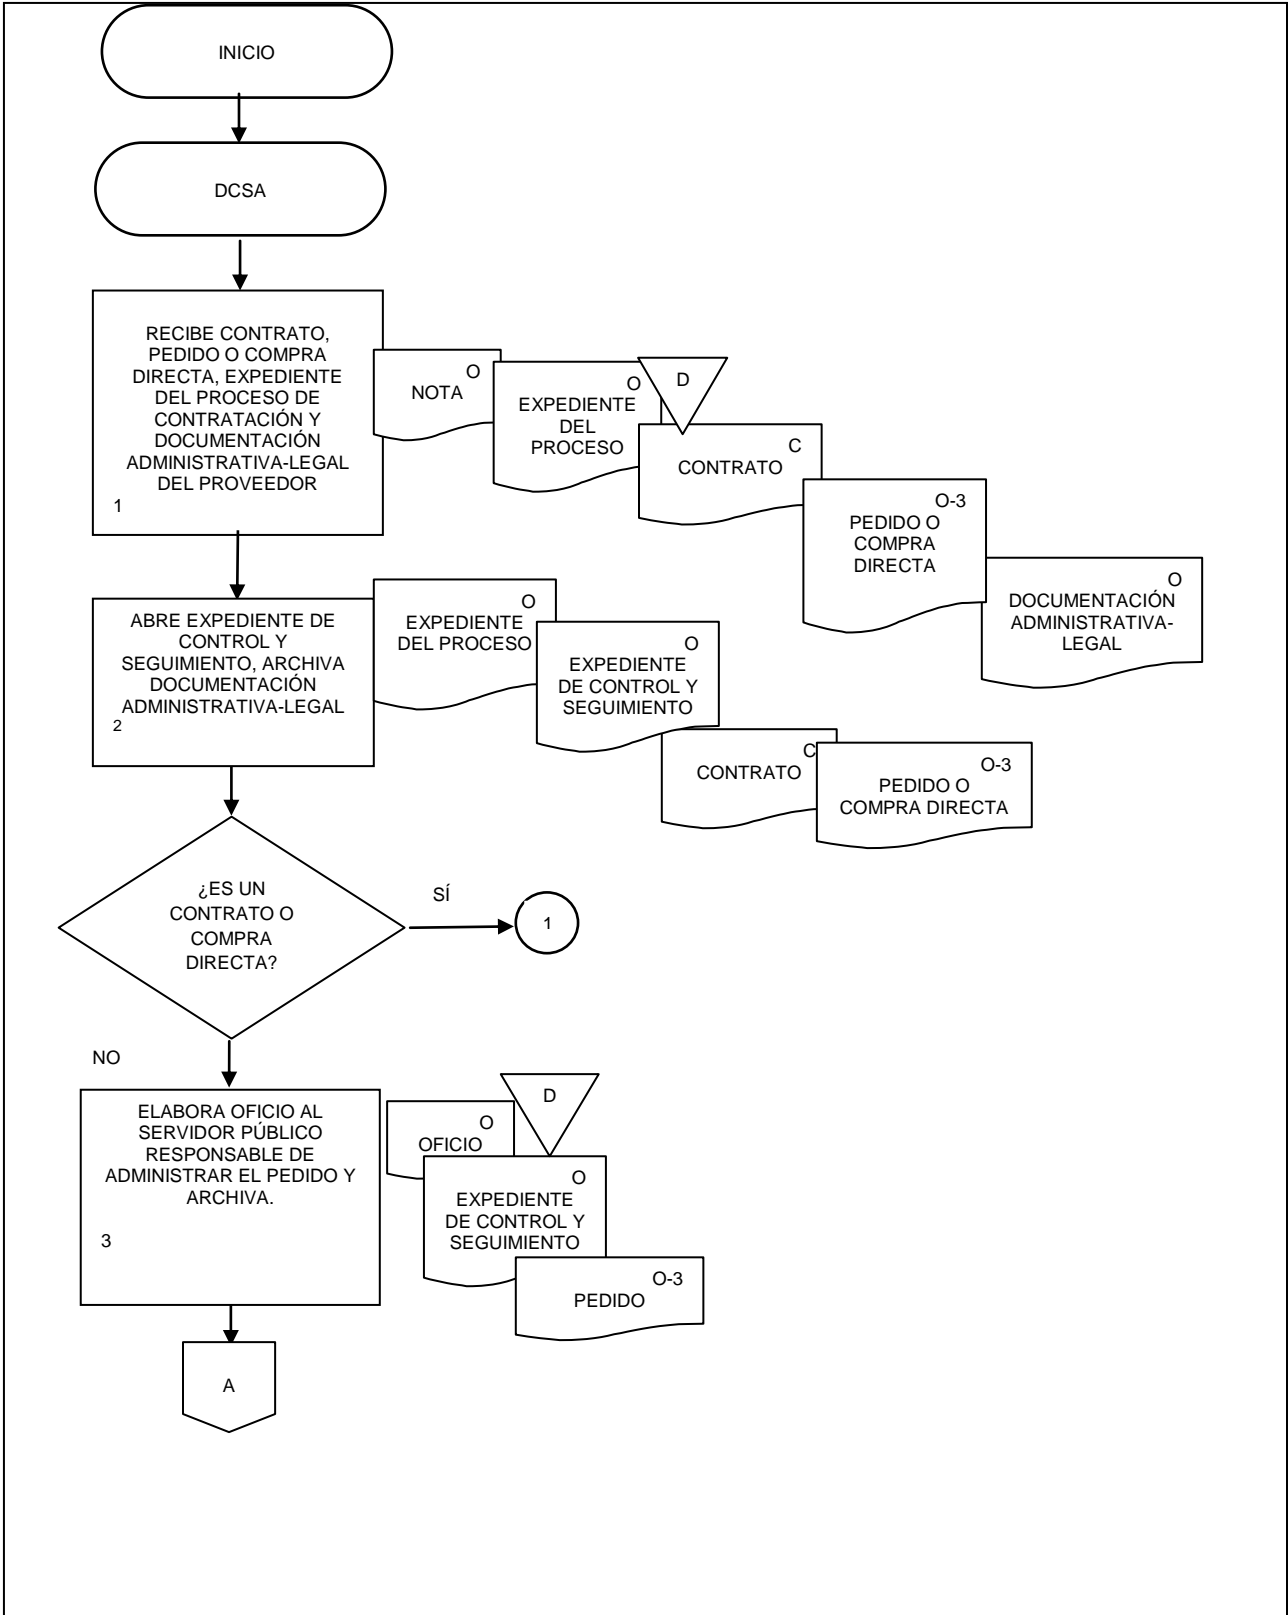 INICIO
DCSA
RECIBE CONTRATO,
PEDIDO O COMPRA
DIRECTA, EXPEDIENTE
DEL PROCESO DE
CONTRATACIÓN Y
DOCUMENTACIÓN
ADMINISTRATIVA-LEGAL
DEL PROVEEDOR
1
O
NOTA
O
EXPEDIENTE
DEL
PROCESO
D
C
CONTRATO
O-3
PEDIDO O
COMPRA
DIRECTA
O
DOCUMENTACIÓN
ADMINISTRATIVA-
LEGAL
ABRE EXPEDIENTE DE
CONTROL Y
SEGUIMIENTO, ARCHIVA
DOCUMENTACIÓN
ADMINISTRATIVA-LEGAL
2
O
EXPEDIENTE
DEL PROCESO
O
EXPEDIENTE
DE CONTROL Y
SEGUIMIENTO
C
CONTRATO
O-3
PEDIDO O
COMPRA DIRECTA
¿ES UN
CONTRATO O
COMPRA
DIRECTA?
SÍ
1
NO
ELABORA OFICIO AL
SERVIDOR PÚBLICO
RESPONSABLE DE
ADMINISTRAR EL PEDIDO Y
ARCHIVA.
3
O
OFICIO
D
O
EXPEDIENTE
DE CONTROL Y
SEGUIMIENTO
O-3
PEDIDO
A